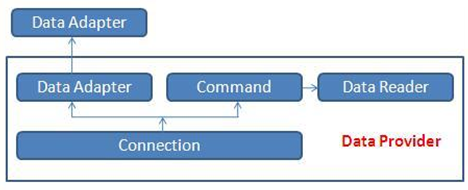 Data Adapter
Data Adapter
Command
Data Reader
Connection
Data Provider